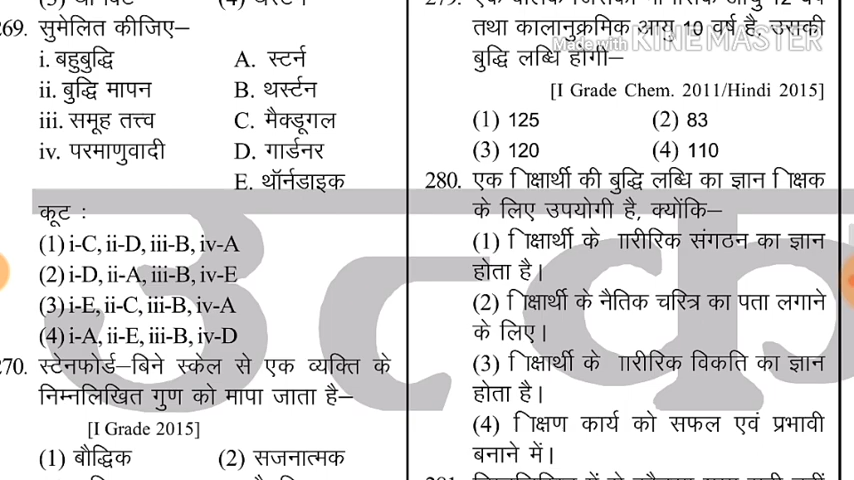 269. सुमेलित कीजिए–
i. बहुबुद्धि A. स्टर्न
ii. बुद्धि मापन B. थर्स्टन
iii. समूह तत्त्व C. मैक्डूगल
iv. परमाणुवादी D. गार्डनर
E. थॉर्नडाइक
कूट :
(1) i-C, ii-D, iii-B, iv-A
(2) i-D, ii-A, iii-B, iv-E
(3) i-E, ii-C, iii-B, iv-A
(4) i-A, ii-E, iii-B, iv-D
270. स्टेनफोर्ड–बिने स्केल से एक व्यक्ति के
निम्नलिखित गुण को मापा जाता है–
[I Grade 2015]
(1) बौद्धिक (2) सजनात्मक
तथा कालानुक्रमिक आयु 10 वर्ष है, उसकी
बुद्धि लब्धि होगी–
Made with KINEMASTER
[I Grade Chem. 2011/Hindi 2015]
(1) 125 (2) 83
(3) 120 (4) 110
280. एक िाक्षार्थी की बुद्धि लब्धि का ज्ञान िाक्षक
के लिए उपयोगी है, क्योंकि–
(1) िाक्षार्थी के ाारीरिक संगठन का ज्ञान
होता है।
(2) िाक्षार्थी के नैतिक चरित्र का पता लगाने
के लिए।
(3) िाक्षार्थी के ाारीरिक विकति का ज्ञान
होता है।
(4) िाक्षण कार्य को सफल एवं प्रभावी
बनाने में।